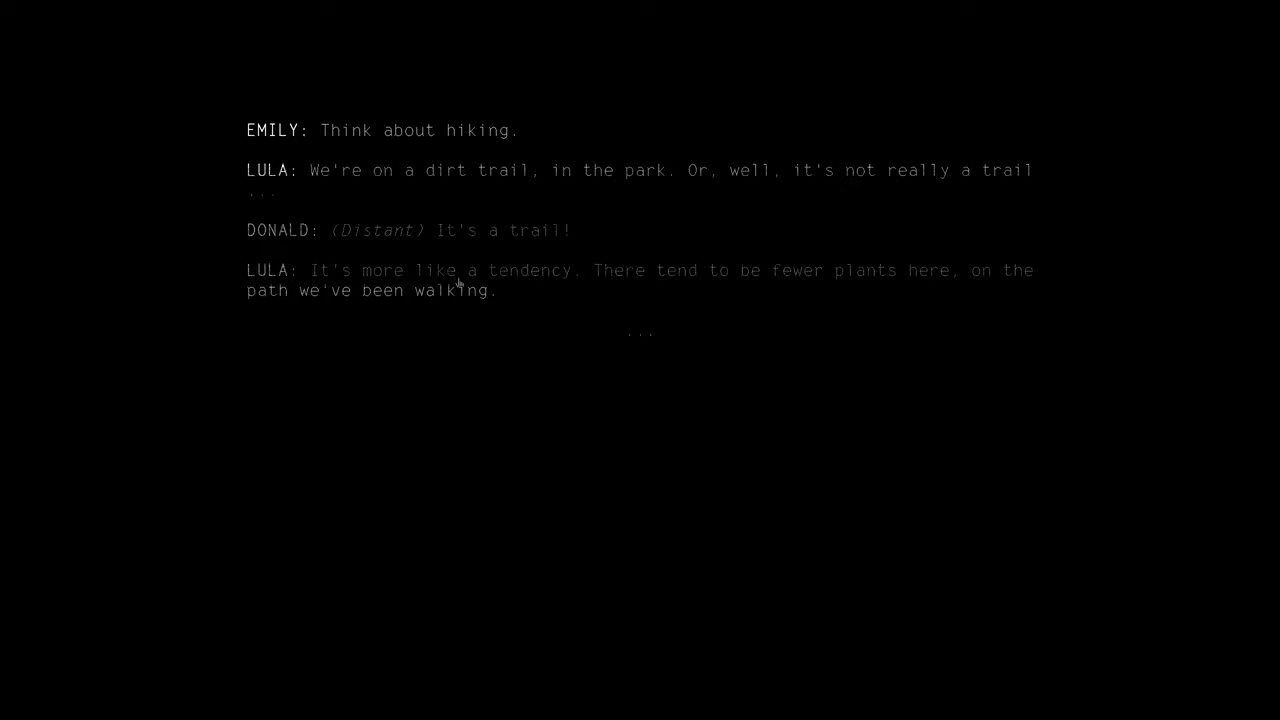 EMILY: Think about hiking.
LULA: We're on a dirt trail, in the park. Or, well, it's not really a trail
...
DONALD: (Distant) It's a trail!
LULA: It's more like a tendency. There tend to be fewer plants here, on the
path we've been walking.
...